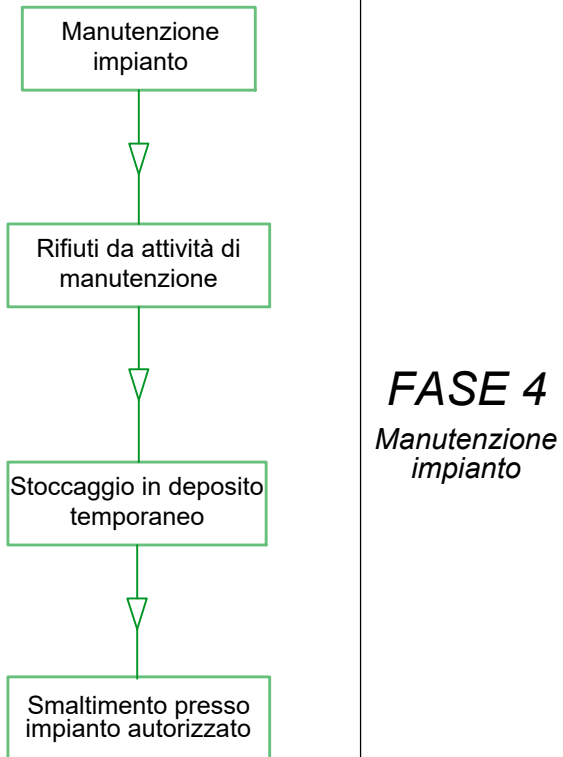 Manutenzione
impianto
Rifiuti da attività di
manutenzione
Stoccaggio in deposito
temporaneo
Smaltimento presso
impianto autorizzato
FASE 4
Manutenzione
impianto